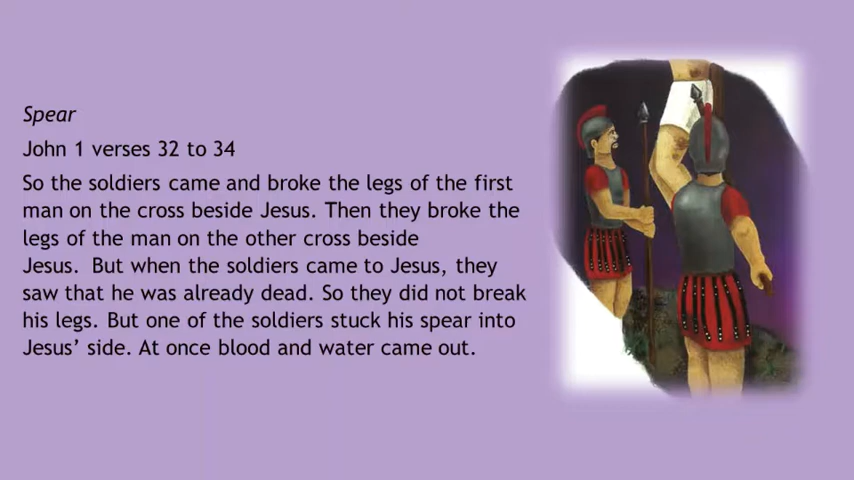 Spear
John 1 verses 32 to 34
So the soldiers came and broke the legs of the first
man on the cross beside Jesus. Then they broke the
legs of the man on the other cross beside
Jesus.  But when the soldiers came to Jesus, they
saw that he was already dead. So they did not break
his legs. But one of the soldiers stuck his spear into
Jesus’ side. At once blood and water came out.